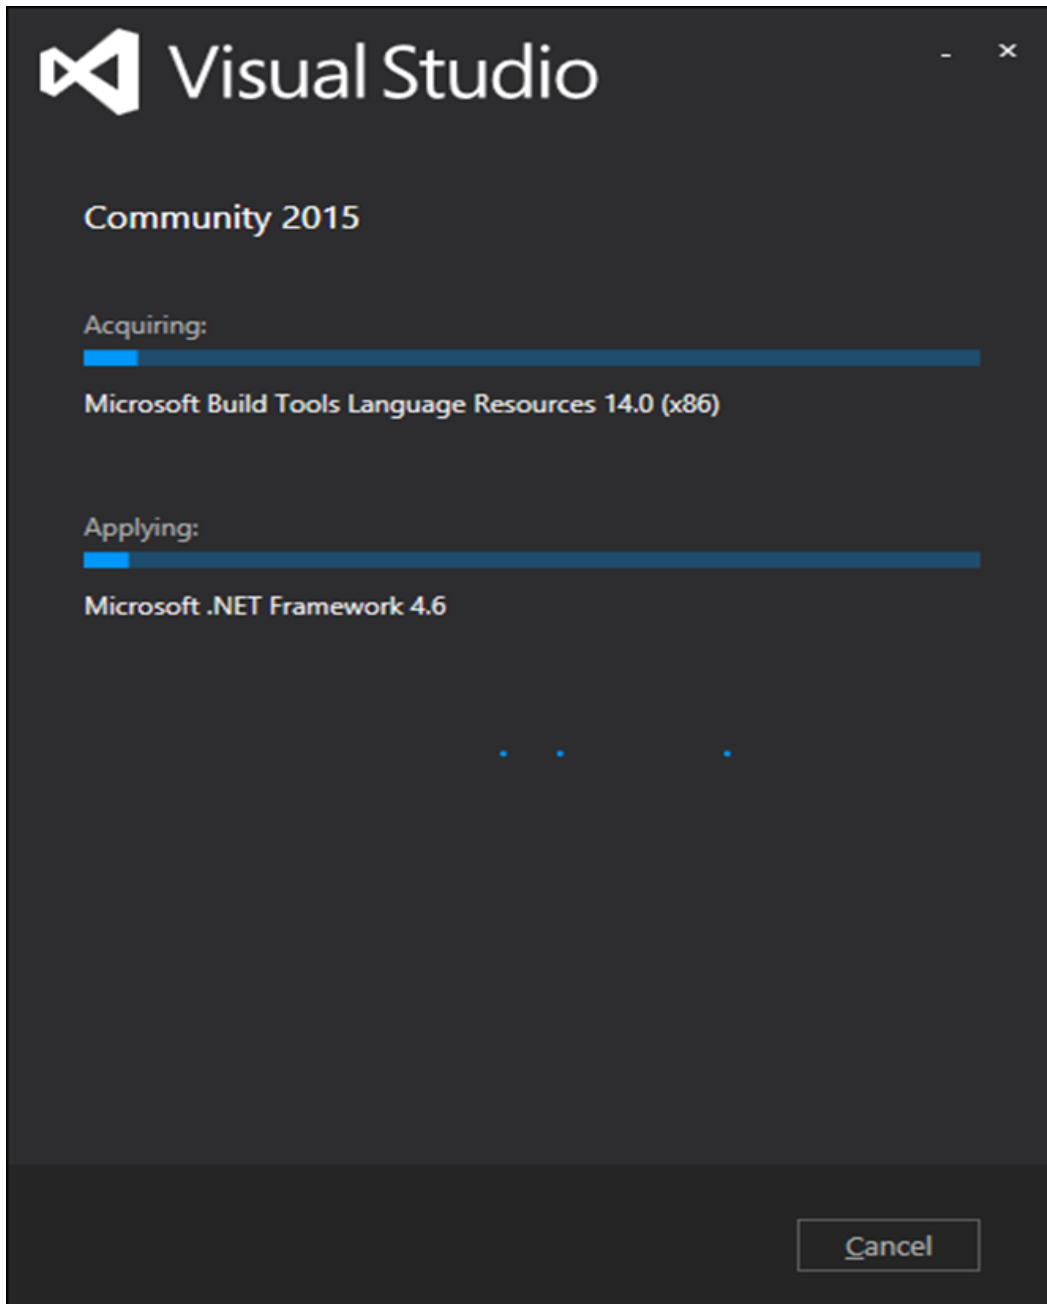 Visual Studio
Community 2015
Acquiring:
Microsoft Build Tools Language Resources 14.0 (x86)
Applying:
Microsoft .NET Framework 4.6
Cancel